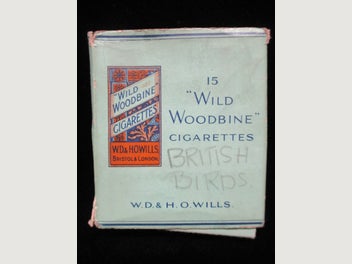 "WILD
WOODBINE"
CIGARETTES
W.D.& H.O.WILLS.
BRISTOL & LONDON.
15
"WILD
WOODBINE"
CIGARETTES
BRITISH
BIRDS.
W.D.& H.O.WILLS.